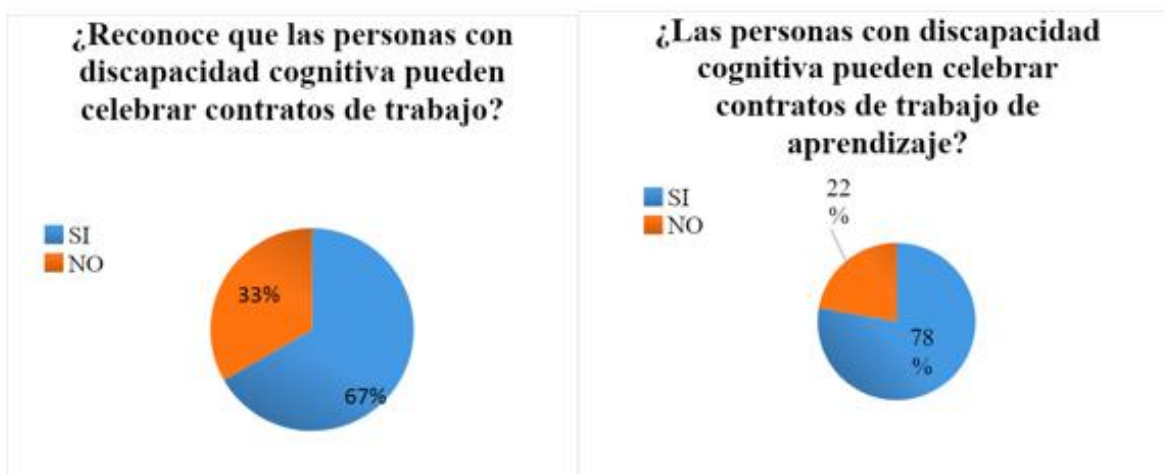 ¿Reconoce que las personas con
discapacidad cognitiva pueden
celebrar contratos de trabajo?
SI
NO
33%
67%
¿Las personas con discapacidad
cognitiva pueden celebrar
contratos de trabajo de
aprendizaje?
SI
NO
22
%
78
%